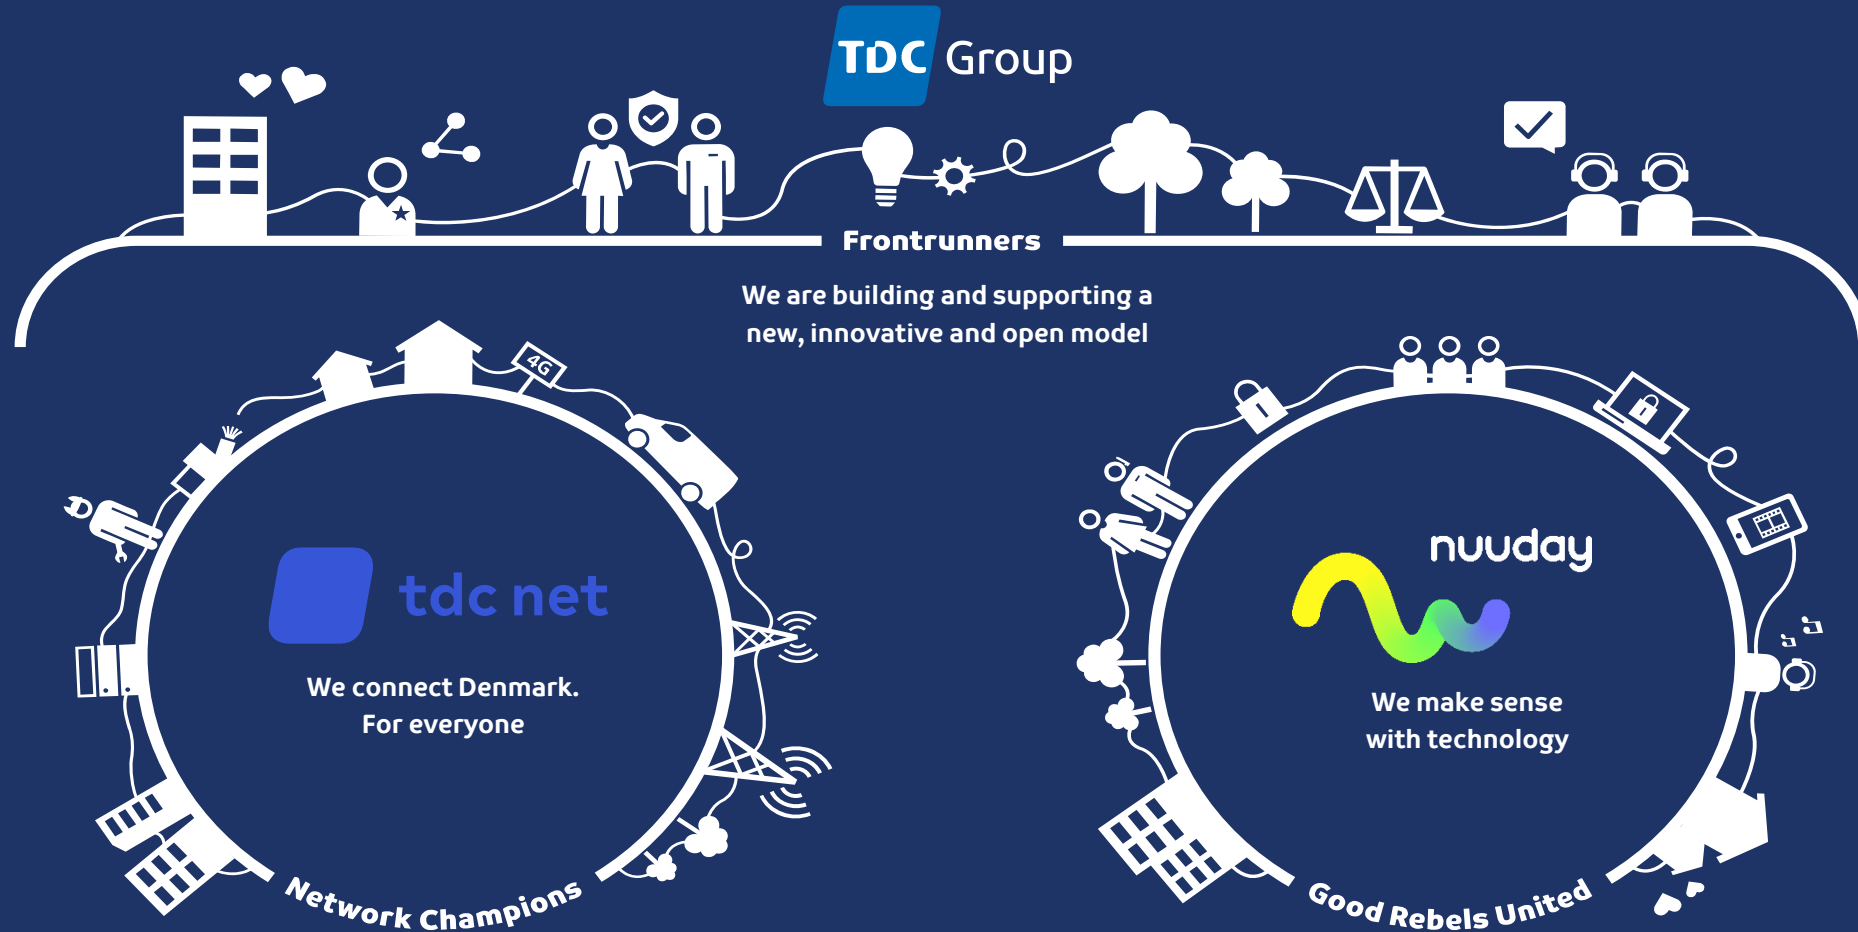 TDC Group
Frontrunners
We are building and supporting a
new, innovative and open model
4G
tdc net
We connect Denmark.
For everyone
Network Champions
nuuday
We make sense
with technology
Good Rebels United